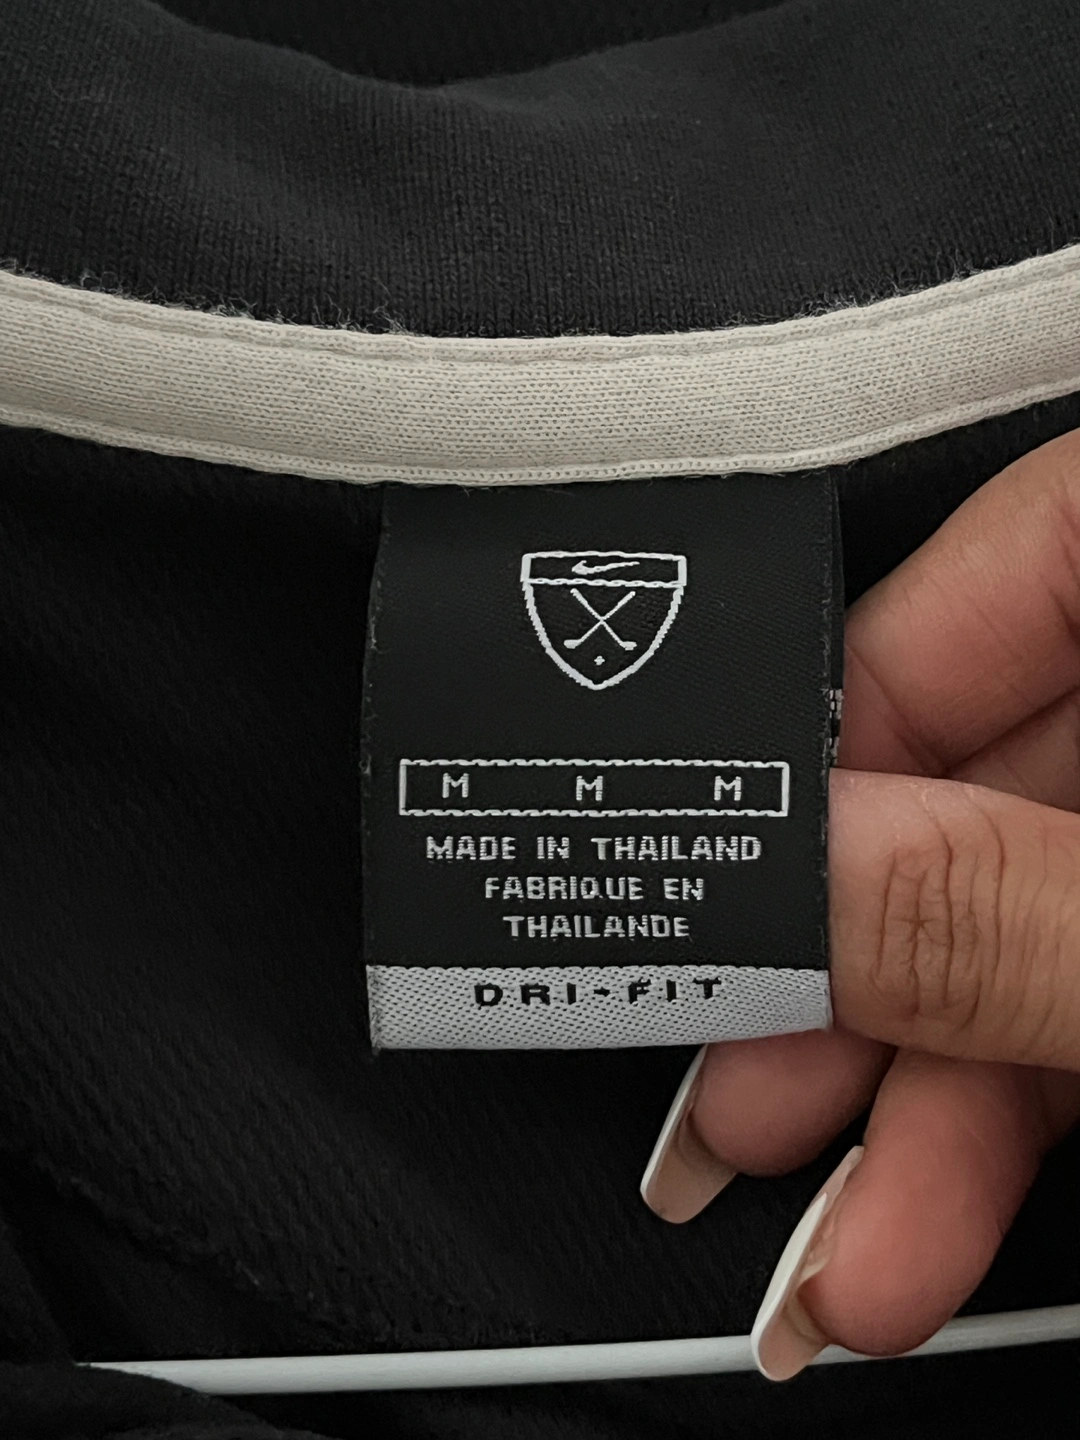 M M M
MADE IN THAILAND
FABRIQUE EN
THAILANDE
DRI-FIT